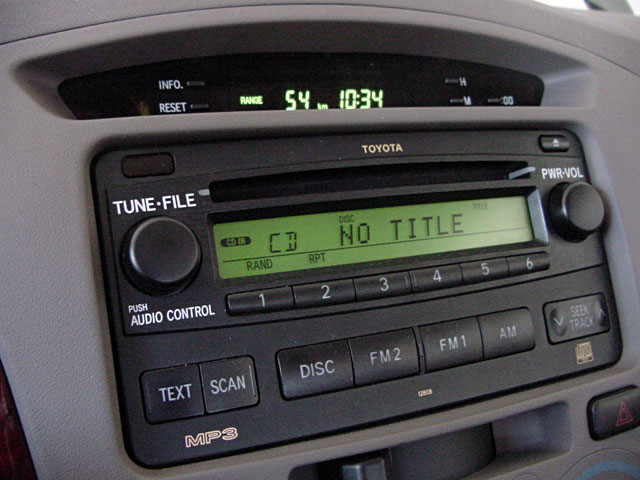 INFO. H
RESET RANGE 54 km 10:34 M :00
TOYOTA
TUNE·FILE PWR·VOL
DISC TITLE
CD IN CD NO TITLE
RAND RPT
1 2 3 4 5 6
PUSH
AUDIO CONTROL
SEEK
TRACK
DISC FM2 FM1 AM
TEXT SCAN
12808
MP3